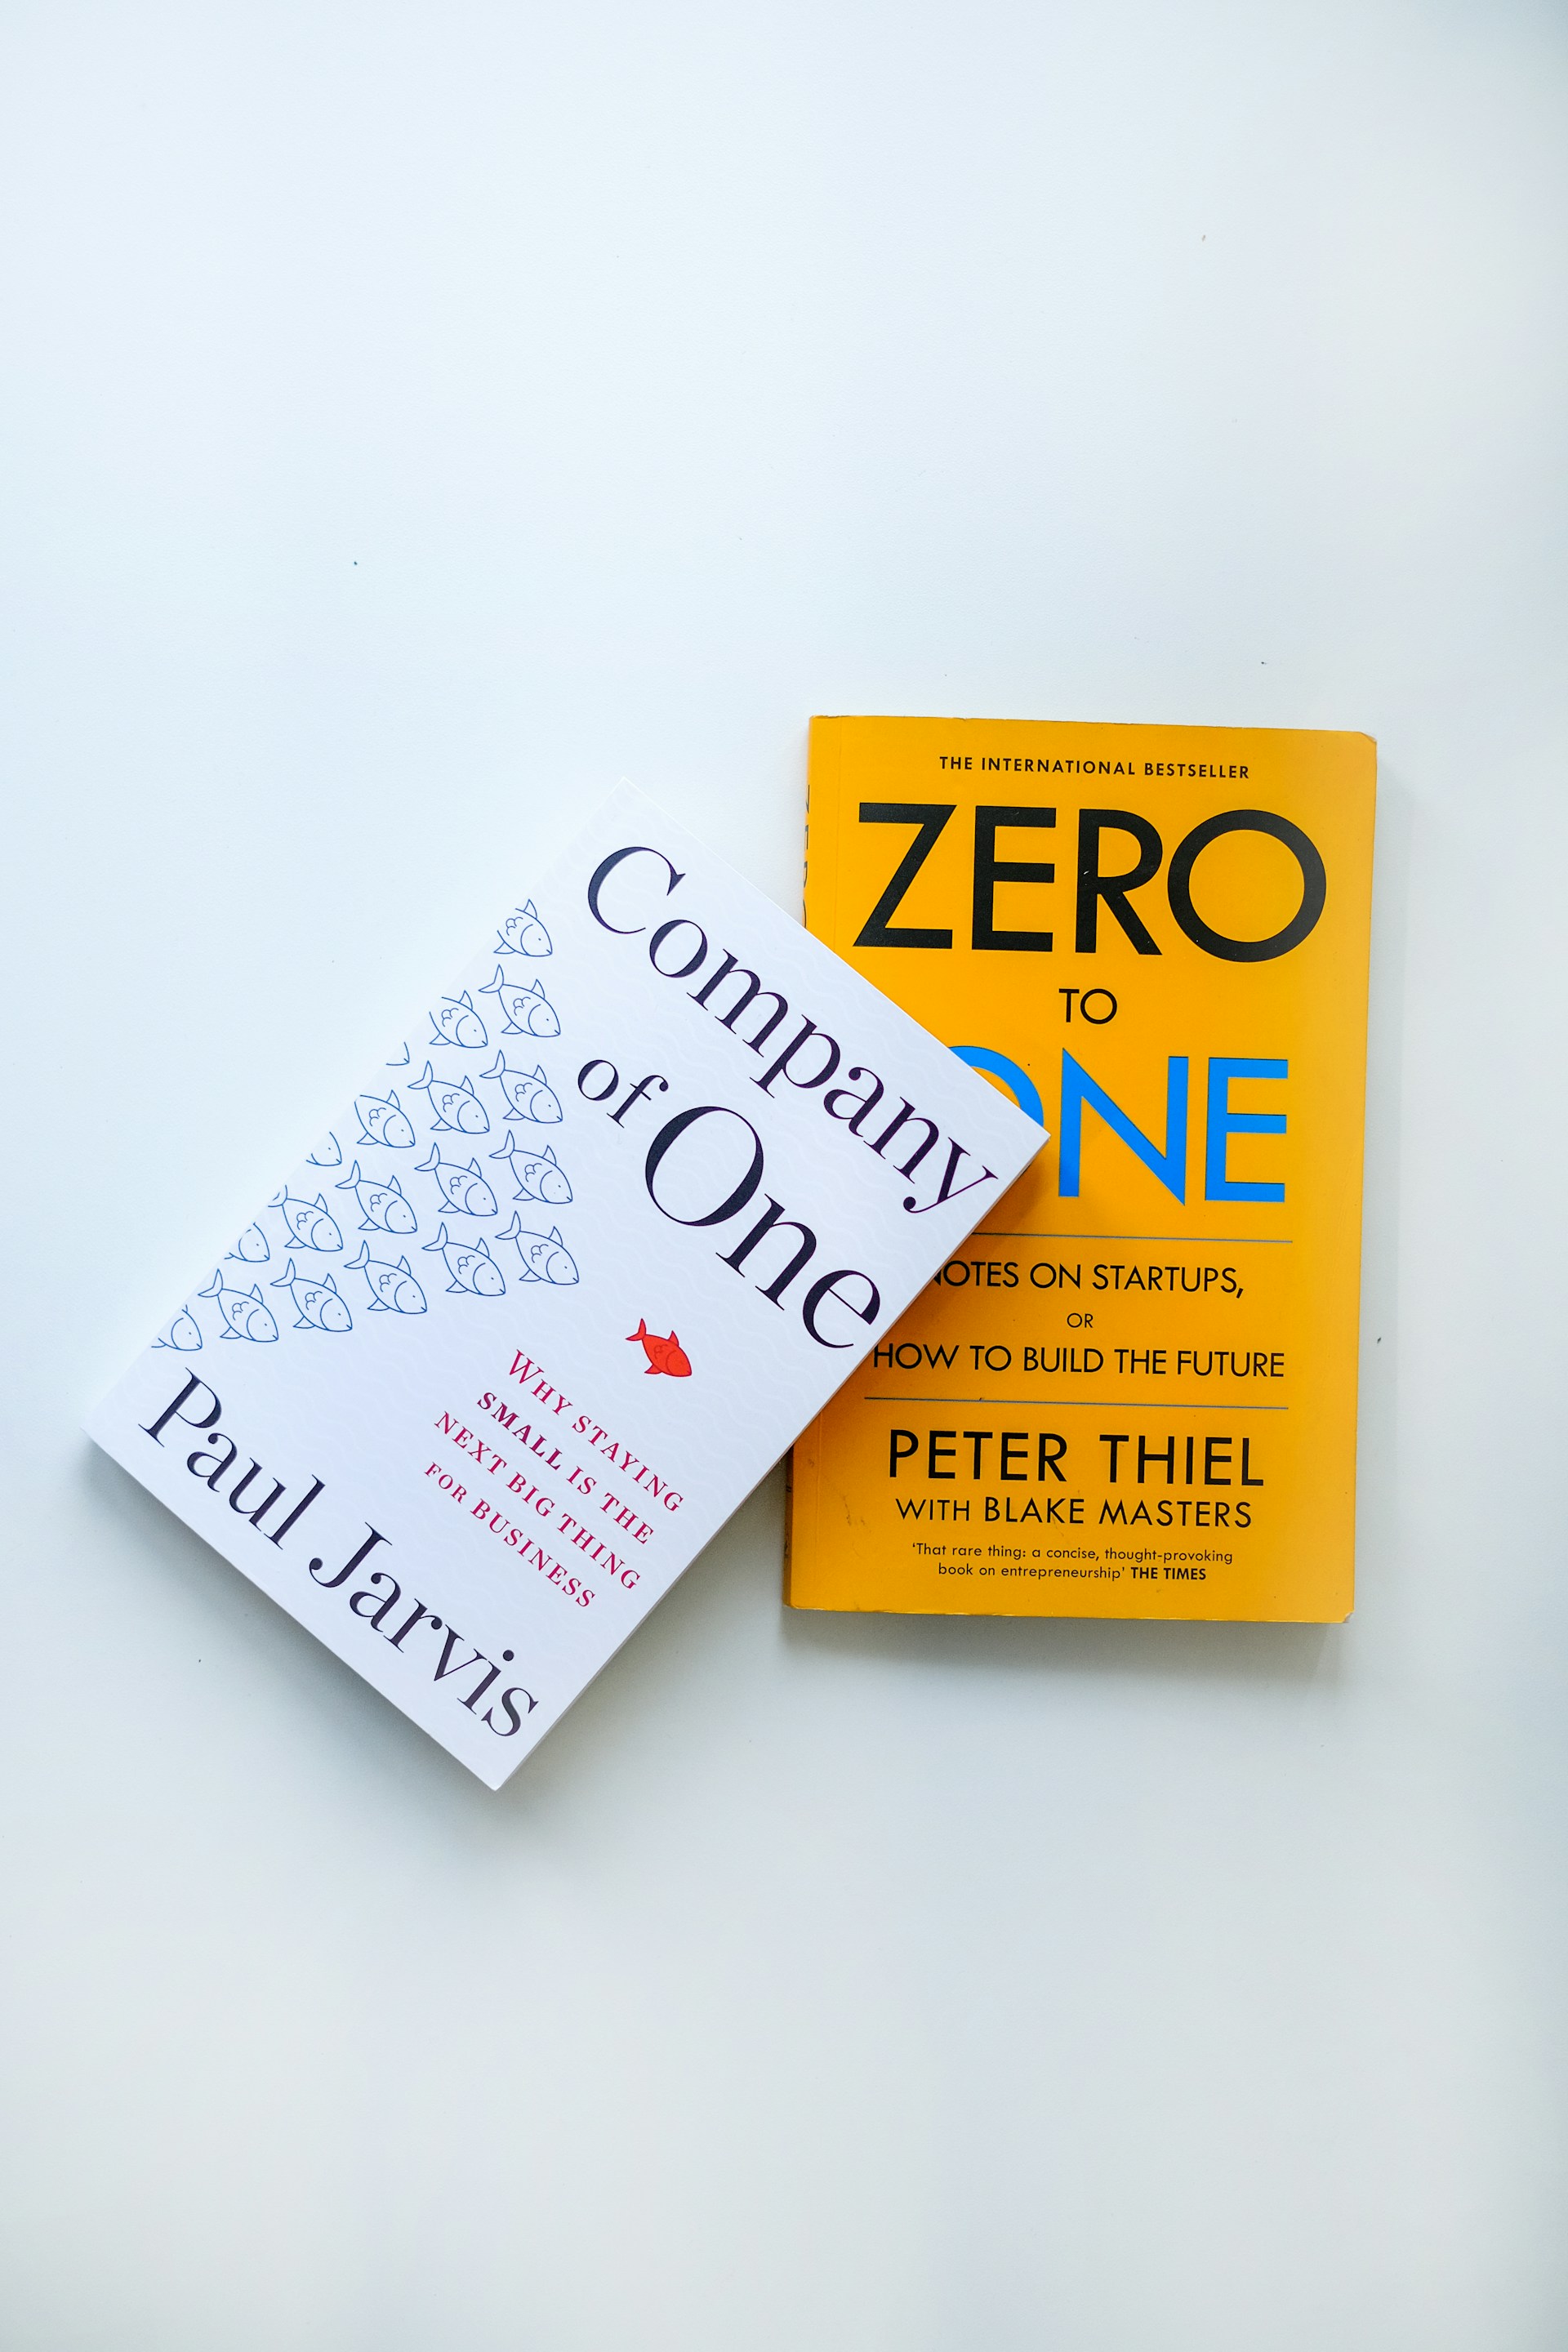 Company
of One
WHY STAYING
SMALL IS THE
NEXT BIG THING
FOR BUSINESS
Paul Jarvis
THE INTERNATIONAL BESTSELLER
ZERO
TO
ONE
NOTES ON STARTUPS,
OR
HOW TO BUILD THE FUTURE
PETER THIEL
WITH BLAKE MASTERS
'That rare thing: a concise, thought-provoking
book on entrepreneurship' THE TIMES